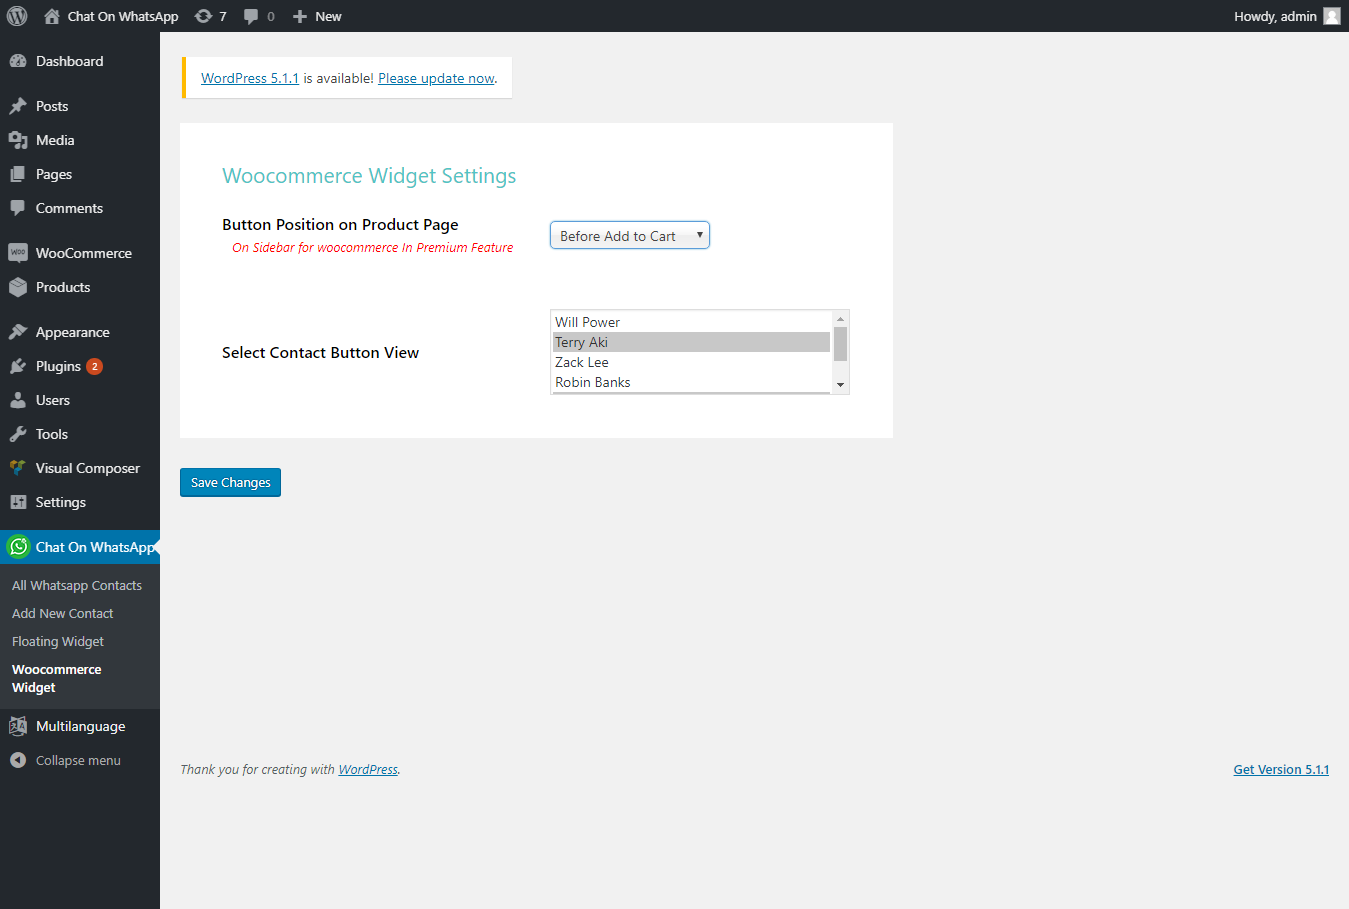 Chat On WhatsApp 7 0 New Howdy, admin
Dashboard
Posts
Media
Pages
Comments
WOO WooCommerce
Products
Appearance
Plugins 2
Users
Tools
Visual Composer
Settings
Chat On WhatsApp
All Whatsapp Contacts
Add New Contact
Floating Widget
Woocommerce
Widget
Multilanguage
Collapse menu
WordPress 5.1.1 is available! Please update now.
Woocommerce Widget Settings
Button Position on Product Page
On Sidebar for woocommerce In Premium Feature
Before Add to Cart
Select Contact Button View
Will Power
Terry Aki
Zack Lee
Robin Banks
Save Changes
Thank you for creating with WordPress.
Get Version 5.1.1